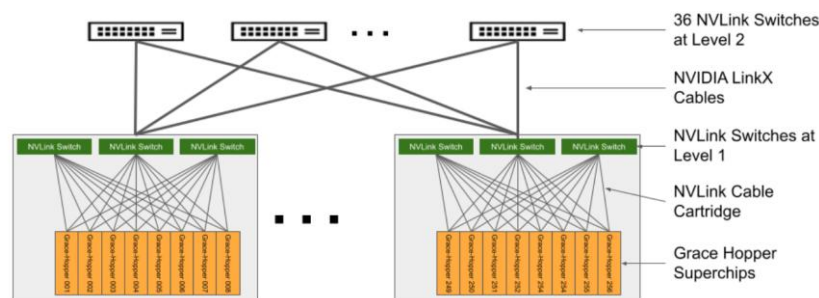 36 NVLink Switches
at Level 2
NVIDIA LinkX
Cables
NVLink Switch
NVLink Switch
NVLink Switch
NVLink Switch
NVLink Switch
NVLink Switch
NVLink Switches at
Level 1
NVLink Cable
Cartridge
Grace-Hopper 001
Grace-Hopper 002
Grace-Hopper 003
Grace-Hopper 004
Grace-Hopper 005
Grace-Hopper 006
Grace-Hopper 007
Grace-Hopper 008
Grace-Hopper 249
Grace-Hopper 250
Grace-Hopper 251
Grace-Hopper 252
Grace-Hopper 254
Grace-Hopper 254
Grace-Hopper 255
Grace-Hopper 256
Grace Hopper
Superchips